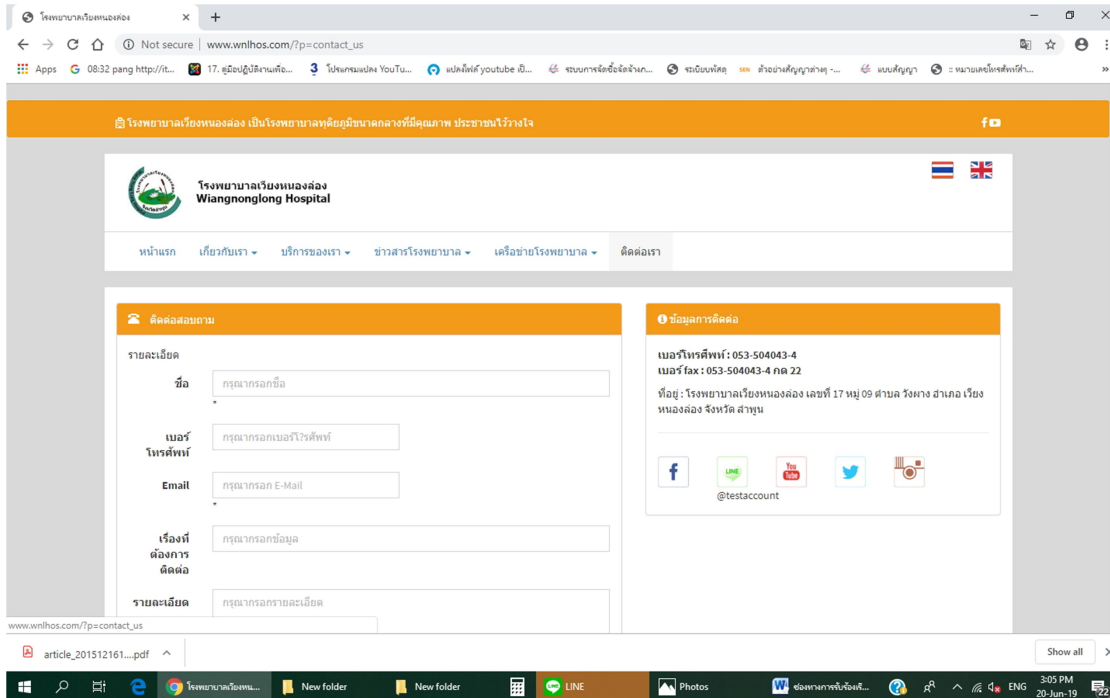 โรงพยาบาลเวียงหนองล่อง
Not secure | www.wnlhos.com/?p=contact_us
Apps
08:32 pang http://it...
17. คู่มือปฏิบัติงานเพื่อ...
โปรแกรมแปลง YouTu...
แปลงไฟล์ youtube เป็...
ระบบการจัดซื้อจัดจ้างภ...
ระเบียบพัสดุ
ตัวอย่างสัญญาต่างๆ -...
แบบสัญญา
:: หมายเลขโทรศัพท์สำ...
โรงพยาบาลเวียงหนองล่อง เป็นโรงพยาบาลทุติยภูมิขนาดกลางที่มีคุณภาพ ประชาชนไว้วางใจ
โรงพยาบาลเวียงหนองล่อง
Wiangnonglong Hospital
หน้าแรก เกี่ยวกับเรา บริการของเรา ข่าวสารโรงพยาบาล เครือข่ายโรงพยาบาล ติดต่อเรา
ติดต่อสอบถาม
รายละเอียด
ชื่อ กรุณากรอกชื่อ
*
เบอร์ กรุณากรอกเบอร์โ?รศัพท์
โทรศัพท์
Email กรุณากรอก E-Mail
*
เรื่องที่ กรุณากรอกข้อมูล
ต้องการ
ติดต่อ
รายละเอียด กรุณากรอกรายละเอียด
ข้อมูลการติดต่อ
เบอร์โทรศัพท์ : 053-504043-4
เบอร์ fax : 053-504043-4 กด 22
ที่อยู่ : โรงพยาบาลเวียงหนองล่อง เลขที่ 17 หมู่ 09 ตำบล วังผาง อำเภอ เวียง
หนองล่อง จังหวัด ลำพูน
LINE
You
Tube
@testaccount
www.wnlhos.com/?p=contact_us
article_201512161....pdf
Show all
โรงพยาบาลเวียงหน...
New folder
New folder
LINE
Photos
ช่องทางการรับร้องเรี...
ENG
3:05 PM
20-Jun-19